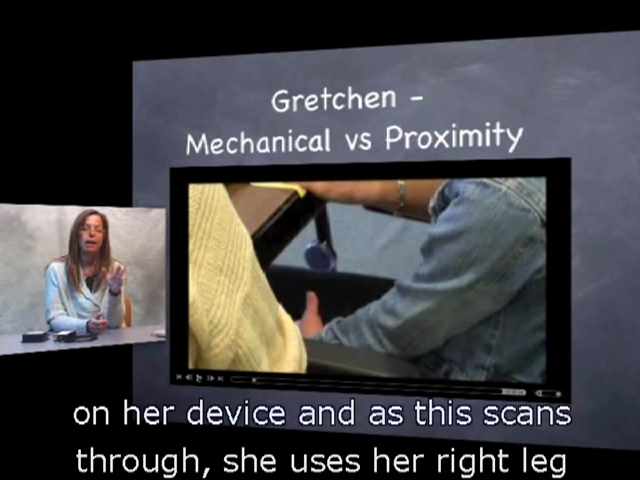 Gretchen –
Mechanical vs Proximity
on her device and as this scans
through, she uses her right leg